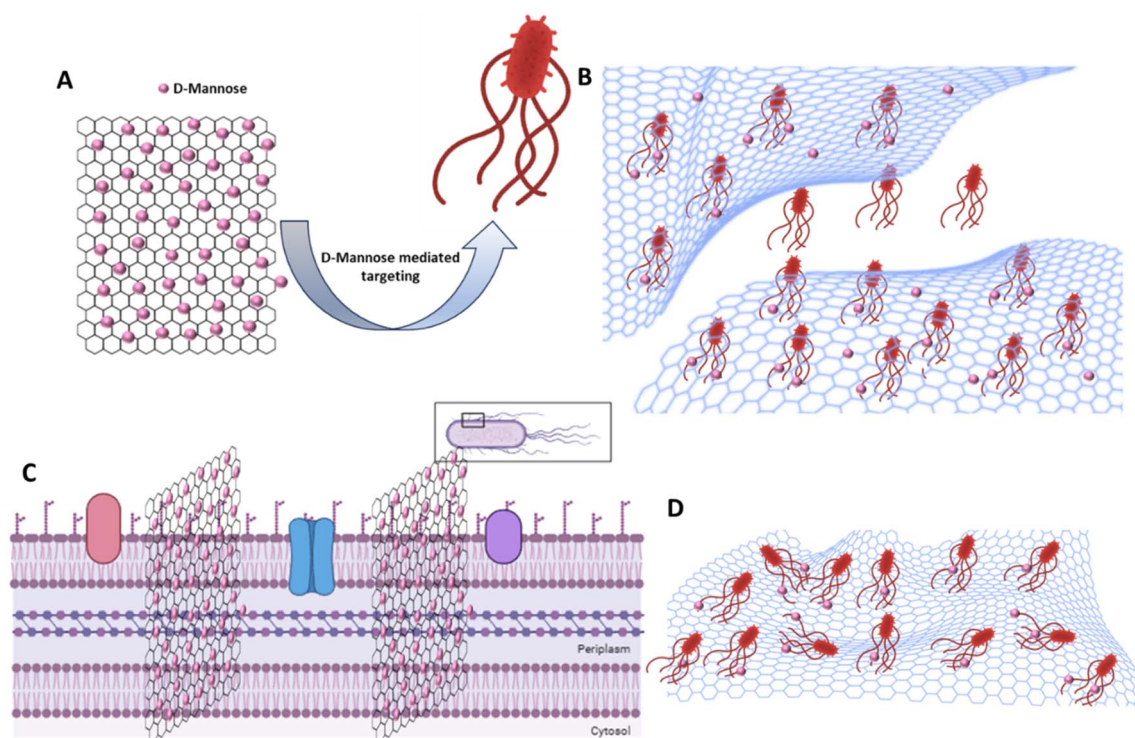 A
D-Mannose
D-Mannose mediated
targeting
B
C
Periplasm
Cytosol
D